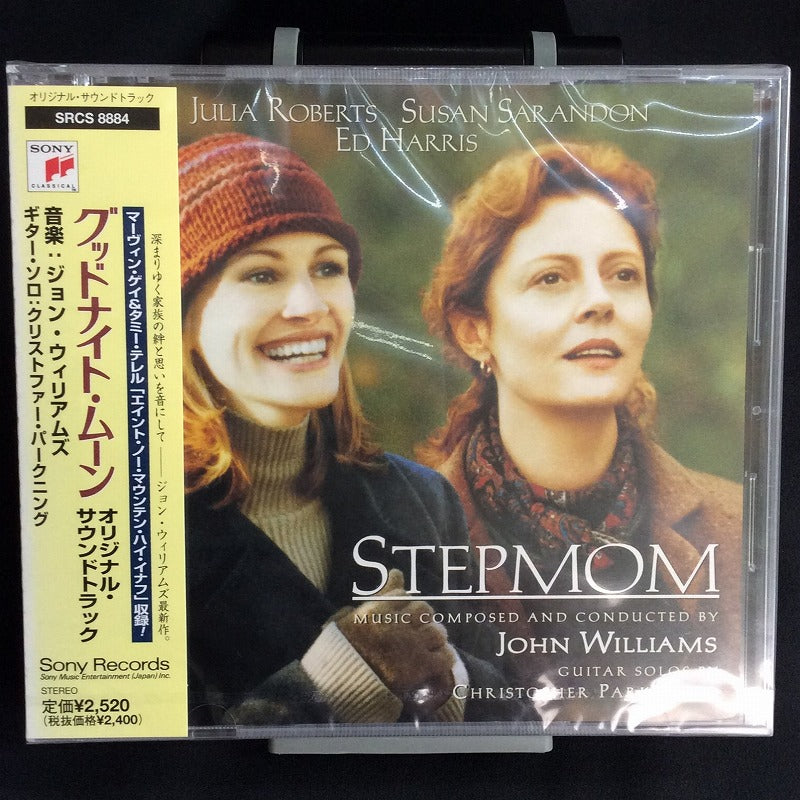 オリジナル・サウンドトラック
SRCS 8884
SONY
CLASSICAL
グッドナイト・ムーン
オリジナル・
サウンドトラック
音楽：ジョン・ウィリアムズ
ギター・ソロ：クリストファー・パークニング
マーヴィン・ゲイ&タミー・テレル「エイント・ノー・マウンテン・ハイ・イナフ」収録!
深まりゆく家族の絆と思いを音にして——ジョン・ウィリアムズ最新作。
Sony Records
Sony Music Entertainment (Japan) Inc.
STEREO
定価¥2,520
(税抜価格¥2,400)
JULIA ROBERTS SUSAN SARANDON
ED HARRIS
STEPMOM
MUSIC COMPOSED AND CONDUCTED BY
JOHN WILLIAMS
GUITAR SOLOS BY
CHRISTOPHER